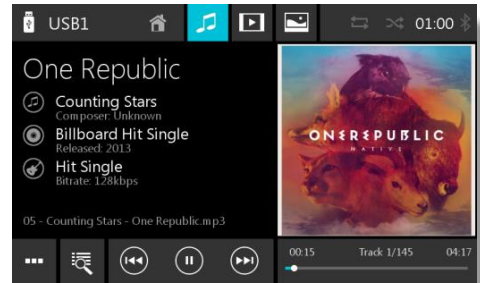 USB1
01:00
One Republic
Counting Stars
Composer: Unknown
Billboard Hit Single
Released: 2013
Hit Single
Bitrate: 128kbps
05 - Counting Stars - One Republic.mp3
ONEREPUBLIC
NATIVE
00:15 Track 1/145 04:17